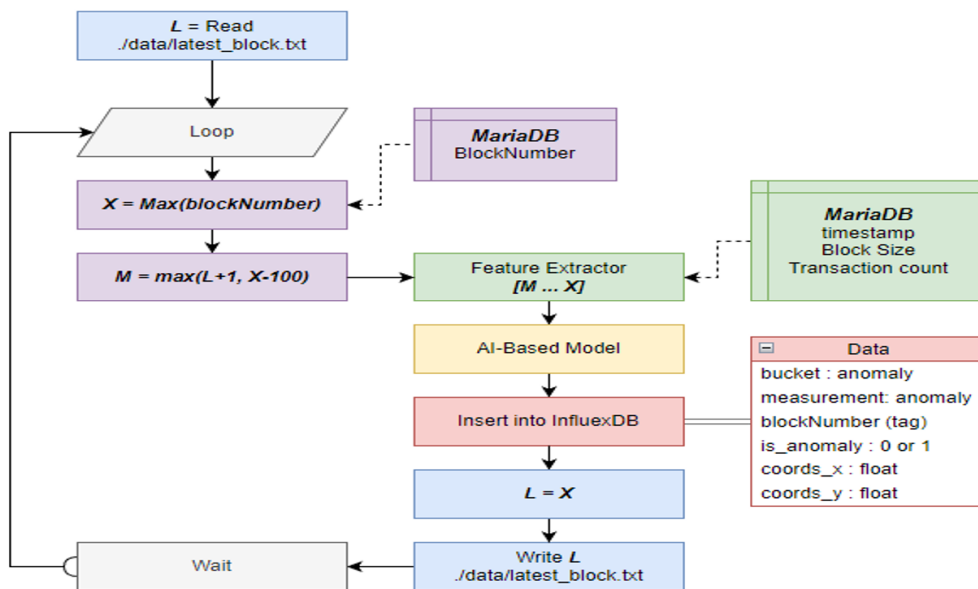 L = Read
./data/latest_block.txt
Loop
MariaDB
BlockNumber
X = Max(blockNumber)
MariaDB
timestamp
Block Size
Transaction count
M = max(L+1, X-100)
Feature Extractor
[M ... X]
AI-Based Model
Data
bucket : anomaly
measurement: anomaly
blockNumber (tag)
is_anomaly : 0 or 1
coords_x : float
coords_y : float
Insert into InfluexDB
L = X
Write L
./data/latest_block.txt
Wait